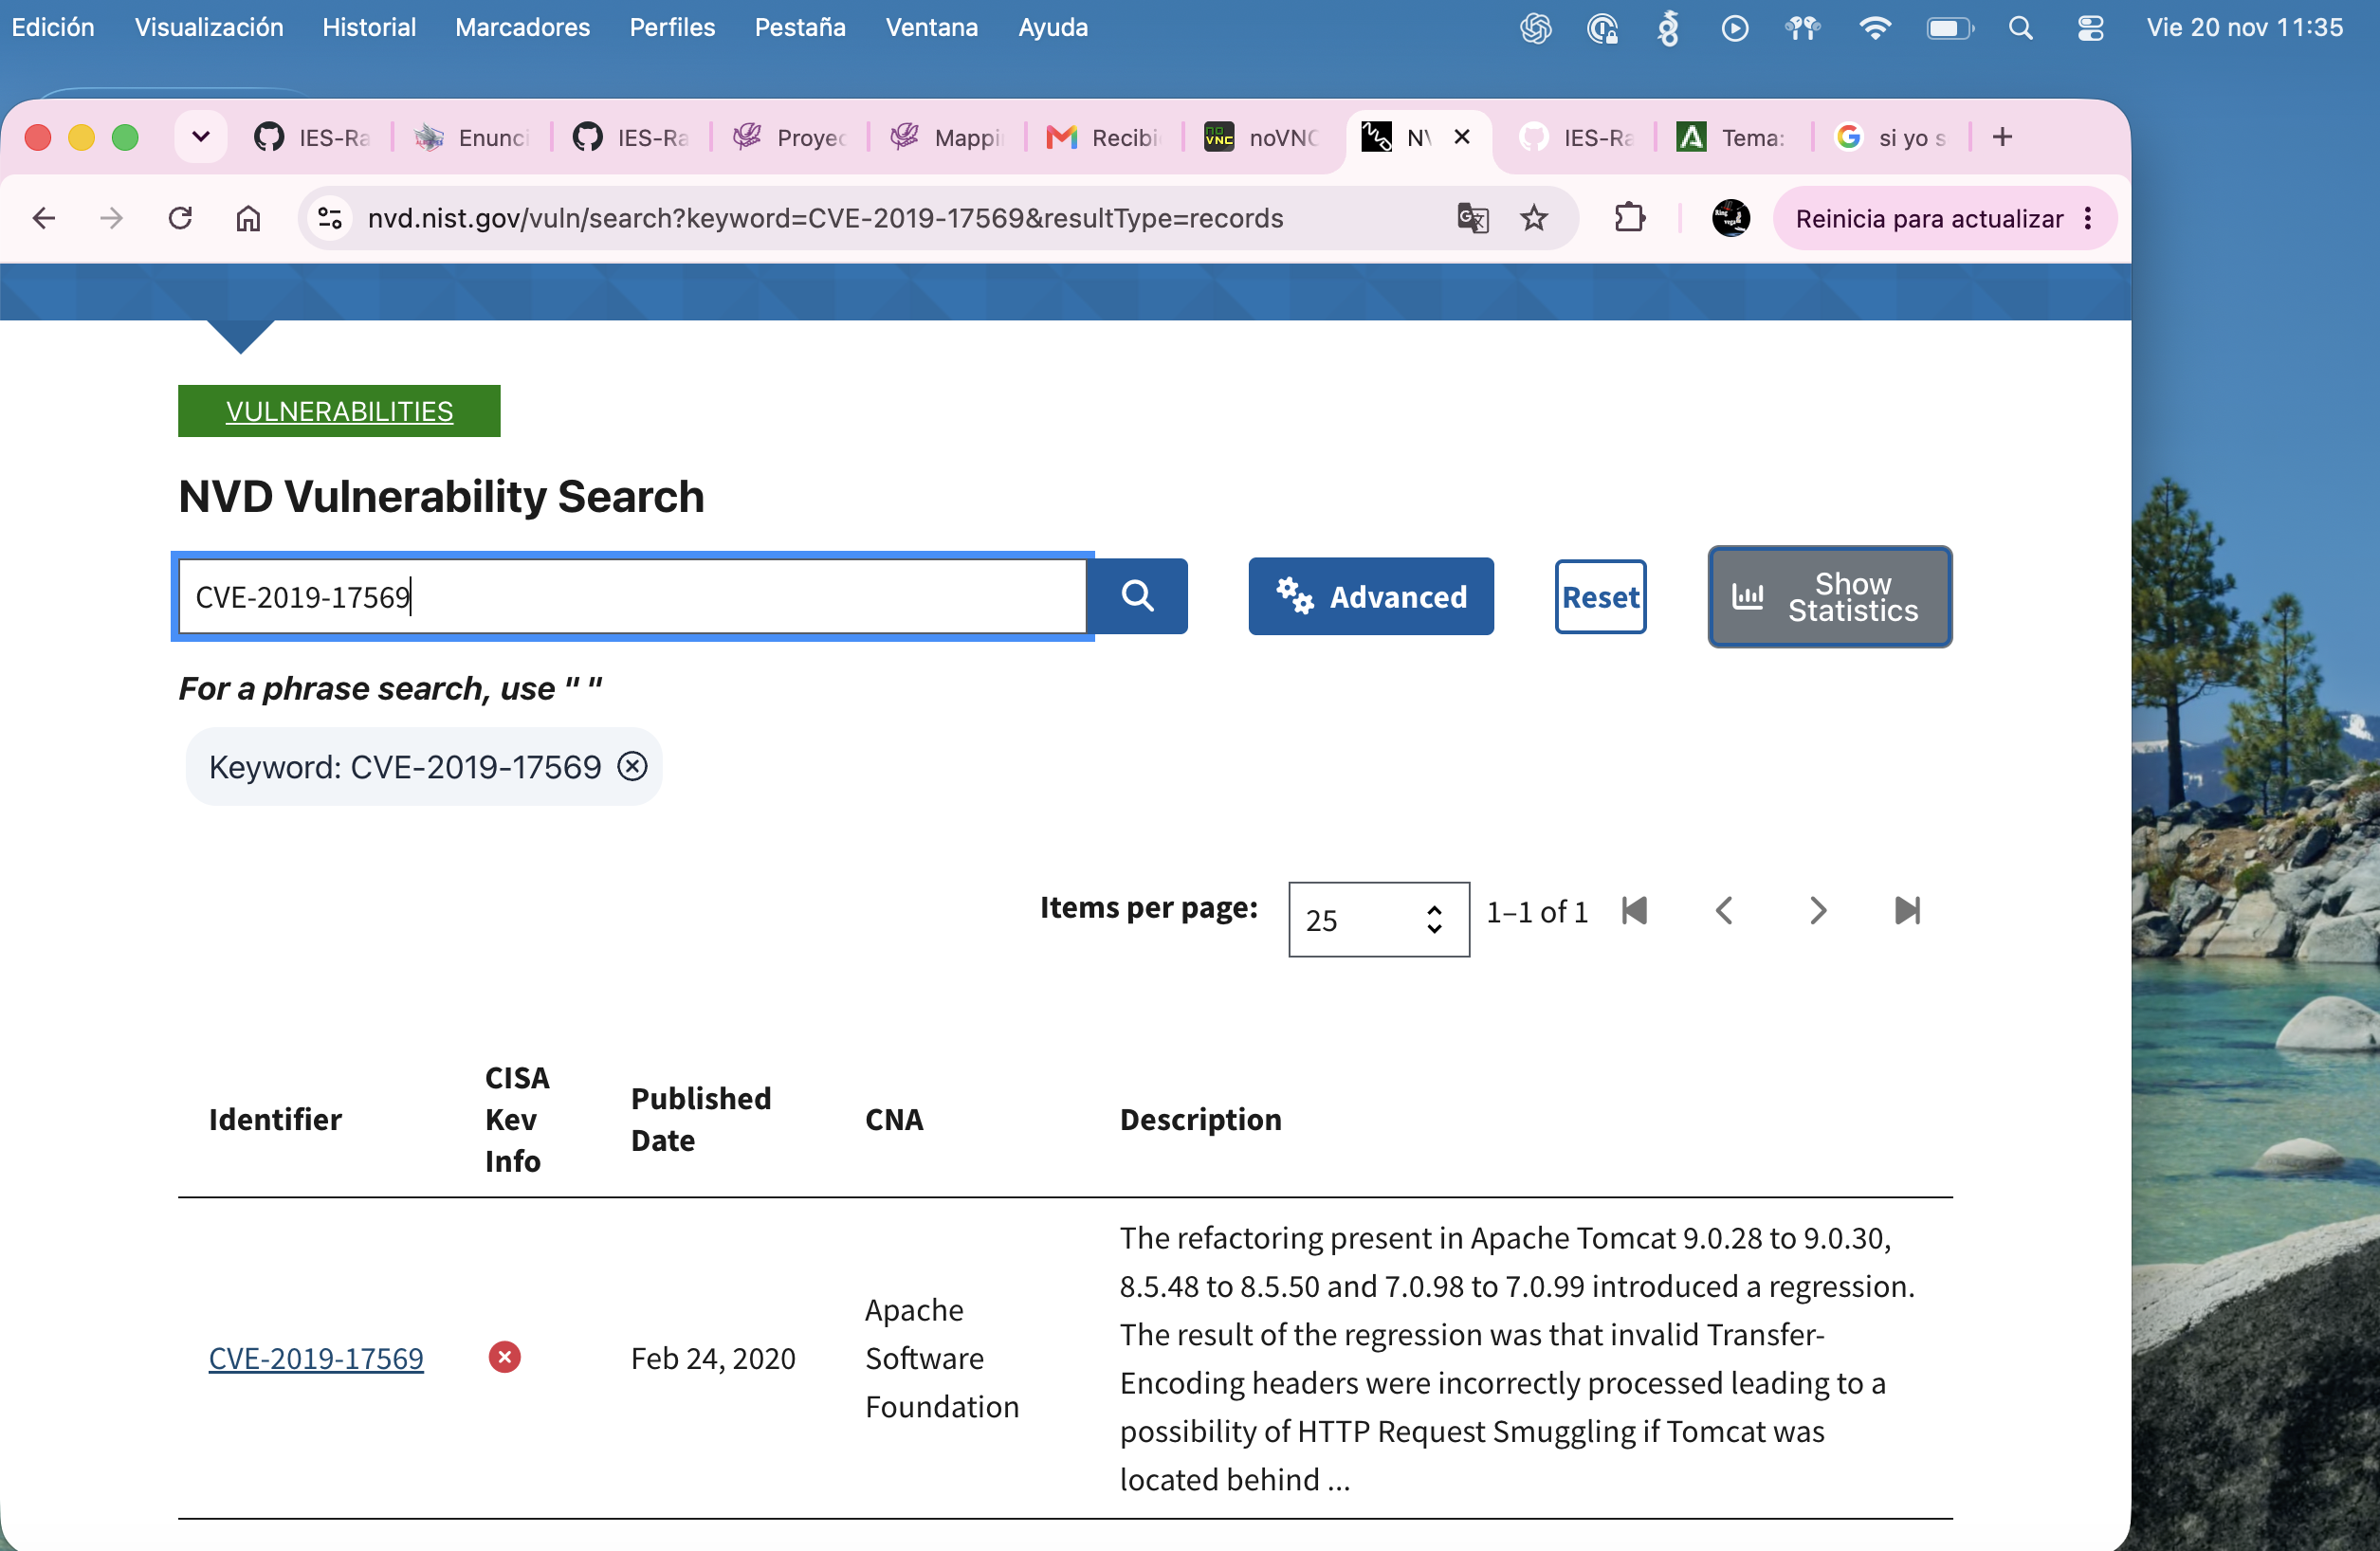 Edición Visualización Historial Marcadores Perfiles Pestaña Ventana Ayuda Vie 20 nov 11:35
IES-Ra Enunci IES-Ra Proyec Mappi Recibi noVNC NV IES-Ra Tema: si yo s
nvd.nist.gov/vuln/search?keyword=CVE-2019-17569&resultType=records Reinicia para actualizar
VULNERABILITIES
NVD Vulnerability Search
CVE-2019-17569 Advanced Reset Show Statistics
For a phrase search, use " "
Keyword: CVE-2019-17569
Items per page: 25 1–1 of 1
Identifier CISA Kev Info Published Date CNA Description
CVE-2019-17569 Feb 24, 2020 Apache Software Foundation
The refactoring present in Apache Tomcat 9.0.28 to 9.0.30,
8.5.48 to 8.5.50 and 7.0.98 to 7.0.99 introduced a regression.
The result of the regression was that invalid Transfer-
Encoding headers were incorrectly processed leading to a
possibility of HTTP Request Smuggling if Tomcat was
located behind ...